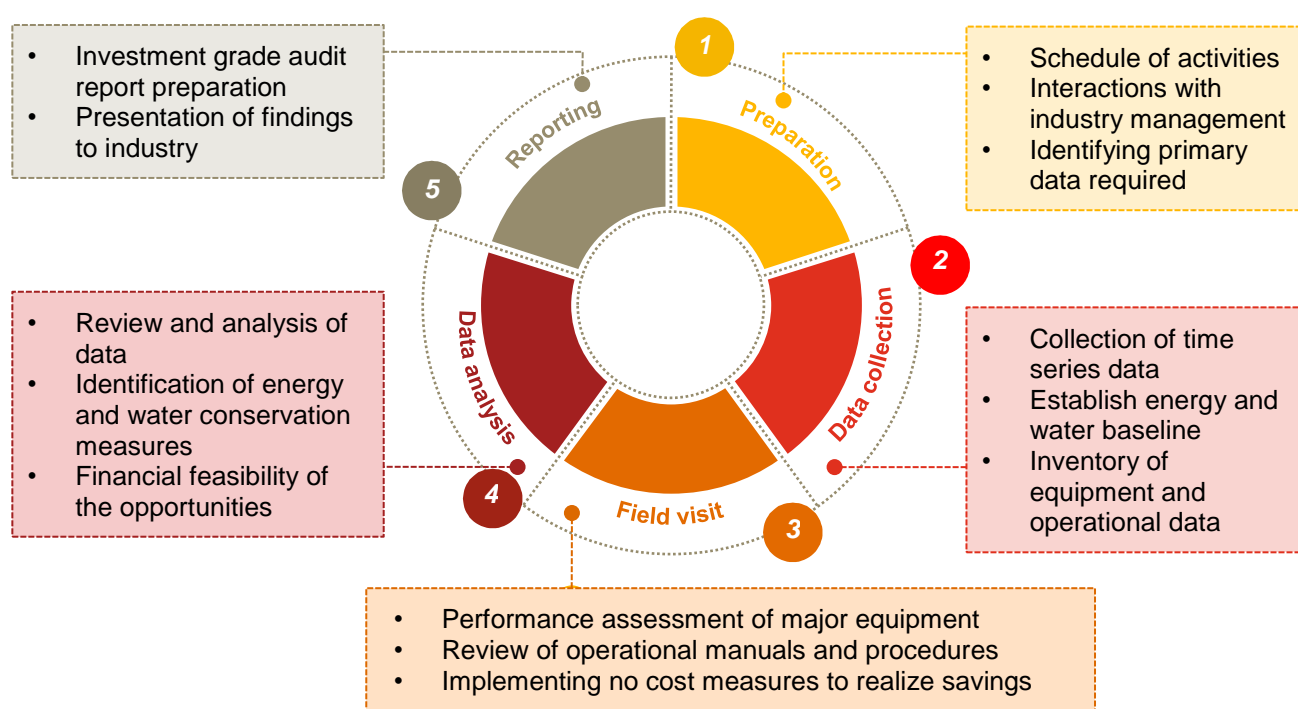 1
Preparation
• Schedule of activities
• Interactions with
industry management
• Identifying primary
data required
2
Data collection
• Collection of time
series data
• Establish energy and
water baseline
• Inventory of
equipment and
operational data
3
Field visit
• Performance assessment of major equipment
• Review of operational manuals and procedures
• Implementing no cost measures to realize savings
4
Data analysis
• Review and analysis of
data
• Identification of energy
and water conservation
measures
• Financial feasibility of
the opportunities
5
Reporting
• Investment grade audit
report preparation
• Presentation of findings
to industry